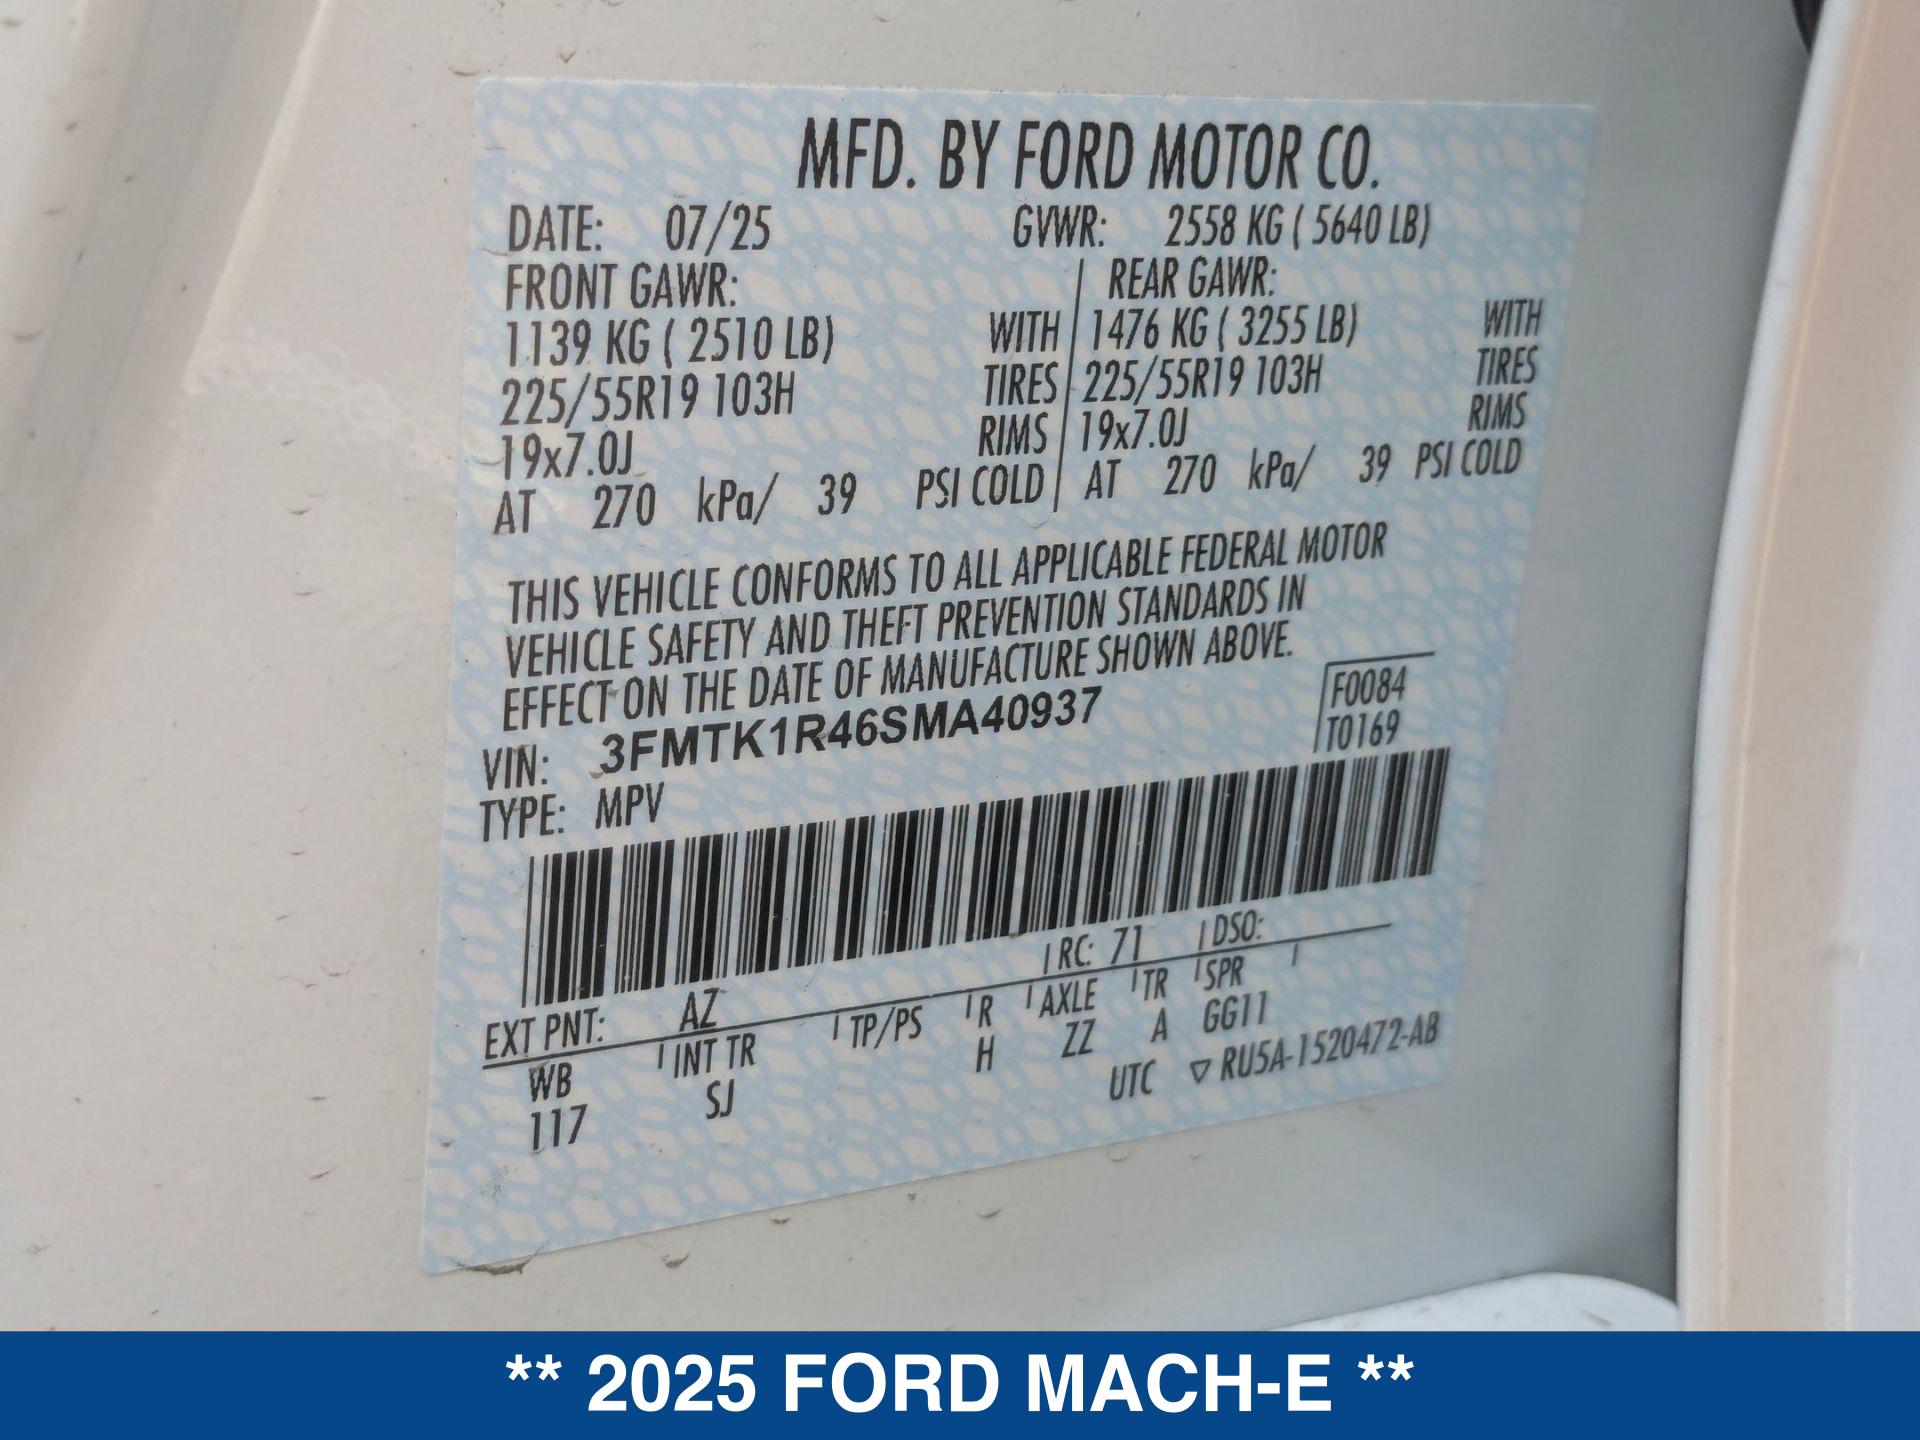 MFD. BY FORD MOTOR CO.
DATE: 07/25 GVWR: 2558 KG ( 5640 LB)
FRONT GAWR: REAR GAWR:
1139 KG ( 2510 LB) WITH 1476 KG ( 3255 LB) WITH
225/55R19 103H TIRES 225/55R19 103H TIRES
19x7.0J RIMS 19x7.0J RIMS
AT 270 kPa/ 39 PSI COLD AT 270 kPa/ 39 PSI COLD
THIS VEHICLE CONFORMS TO ALL APPLICABLE FEDERAL MOTOR
VEHICLE SAFETY AND THEFT PREVENTION STANDARDS IN
EFFECT ON THE DATE OF MANUFACTURE SHOWN ABOVE.
VIN: 3FMTK1R46SMA40937
F0084
T0169
TYPE: MPV
EXT PNT: AZ RC: 71 DSO:
WB INT TR TP/PS R AXLE TR SPR
117 SJ H ZZ A GG11
UTC ▽ RU5A-1520472-AB
** 2025 FORD MACH-E **